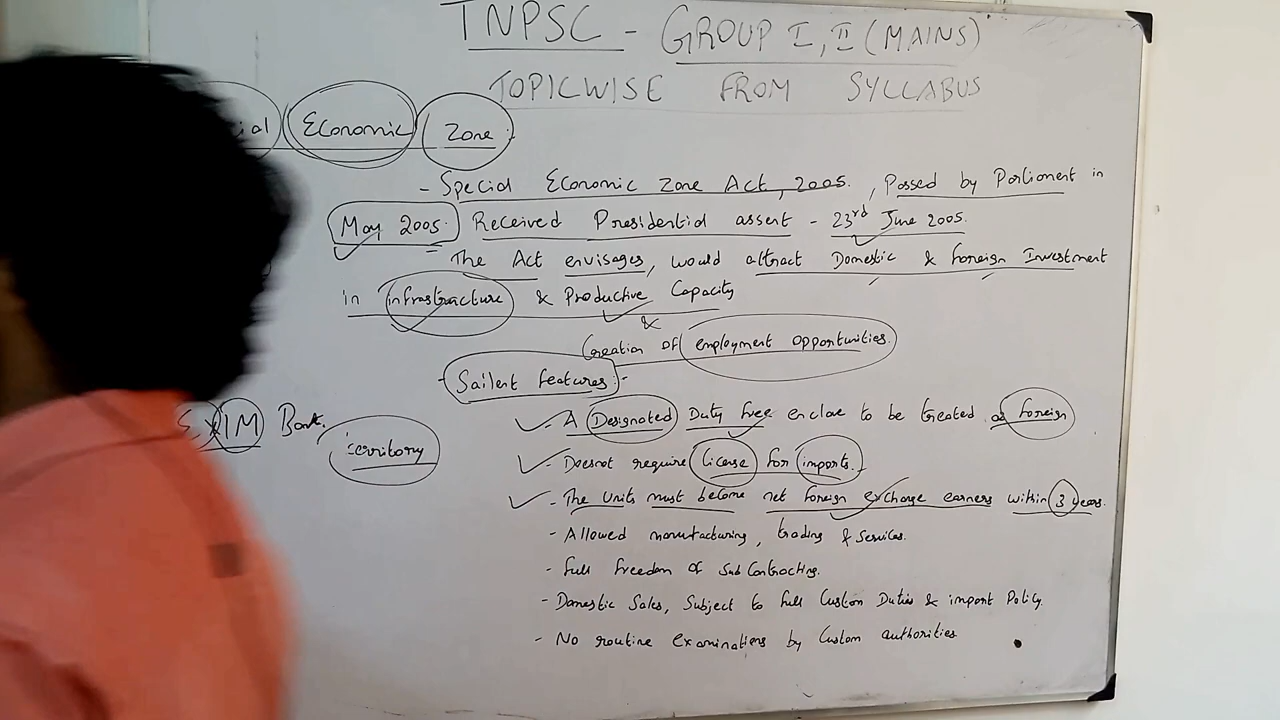 TNPSC - GROUP I, II (MAINS)
TOPICWISE FROM SYLLABUS
Economic Zone :-
- Special Economic Zone Act, 2005. , Passed by Parliament in
May 2005. Received Presidential assent - 23rd June 2005.
- The Act envisages, would attract Domestic & Foreign Investment
in infrastructure & Productive Capacity
&
Creation of employment opportunities.
- Sailent features :-
- A Designated Duty free enclave to be treated as Foreign
territory
EXIM Bank,
- Doesnot require license for imports.
- The Units must become net foreign exchange earners within 3 years.
- Allowed manufacturing, trading & Services.
- Full Freedom of Sub Contracting.
- Domestic Sales, Subject to full Custom Duties & import Policy.
- No routine examinations by Custom authorities